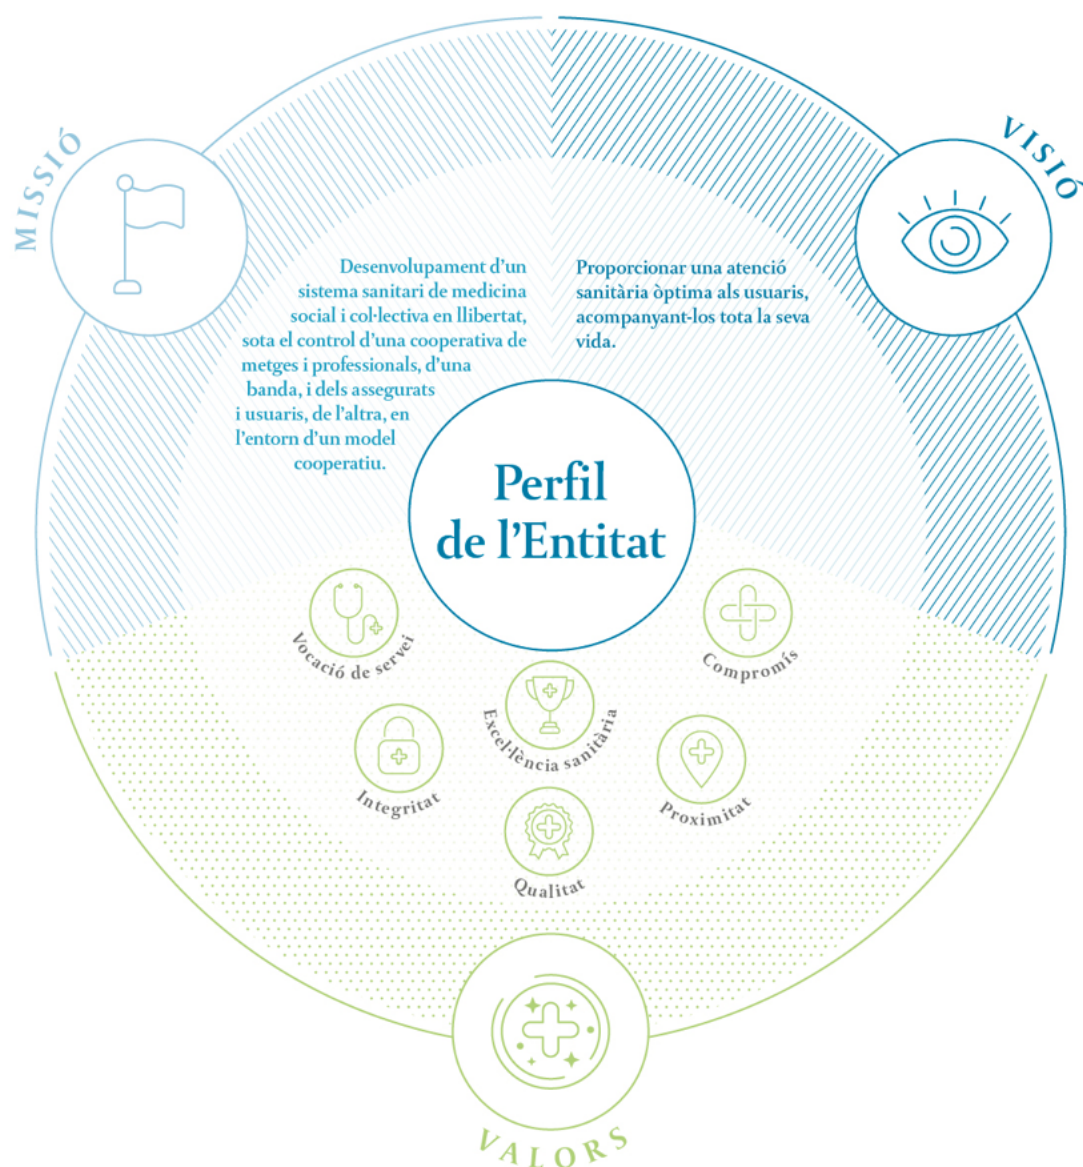 MISSIÓ
VISIÓ
Desenvolupament d’un
sistema sanitari de medicina
social i col·lectiva en llibertat,
sota el control d’una cooperativa de
metges i professionals, d’una
banda, i dels assegurats
i usuaris, de l’altra, en
l’entorn d’un model
cooperatiu.
Proporcionar una atenció
sanitària òptima als usuaris,
acompanyant-los tota la seva
vida.
Perfil
de l’Entitat
Vocació de servei
Compromís
Excel·lència sanitària
Integritat
Proximitat
Qualitat
VALORS